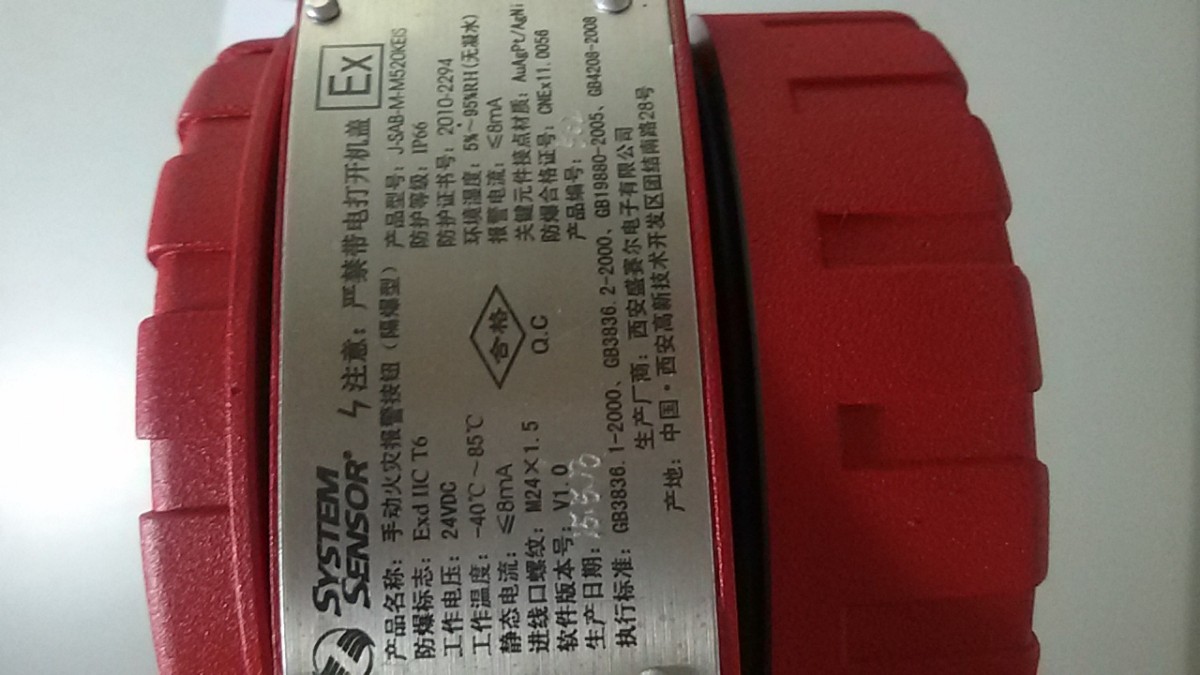 SYSTEM
SENSOR®
注意:严禁带电打开机盖
Ex
产品名称:手动火灾报警按钮(隔爆型)
产品型号:J-SAB-M-M520KEIS
防爆标志:Exd IIC T6
防护等级:IP66
工作电压:24VDC
防护证书号:2010-2294
工作温度:-40℃~85℃
环境湿度:5%~95%RH(无凝水)
静态电流:≤8mA
报警电流:≤8mA
进线口螺纹:M24×1.5
关键元件接点材质:AuAgPt/AgNi
软件版本号:V1.0
防爆合格证号:CNEx11.0056
生产日期:
产品编号:
合格
Q.C
执行标准:GB3836.1-2000、GB3836.2-2000、GB19880-2005、GB4208-2008
生产厂商:西安盛赛尔电子有限公司
产地:中国·西安高新技术开发区团结南路28号